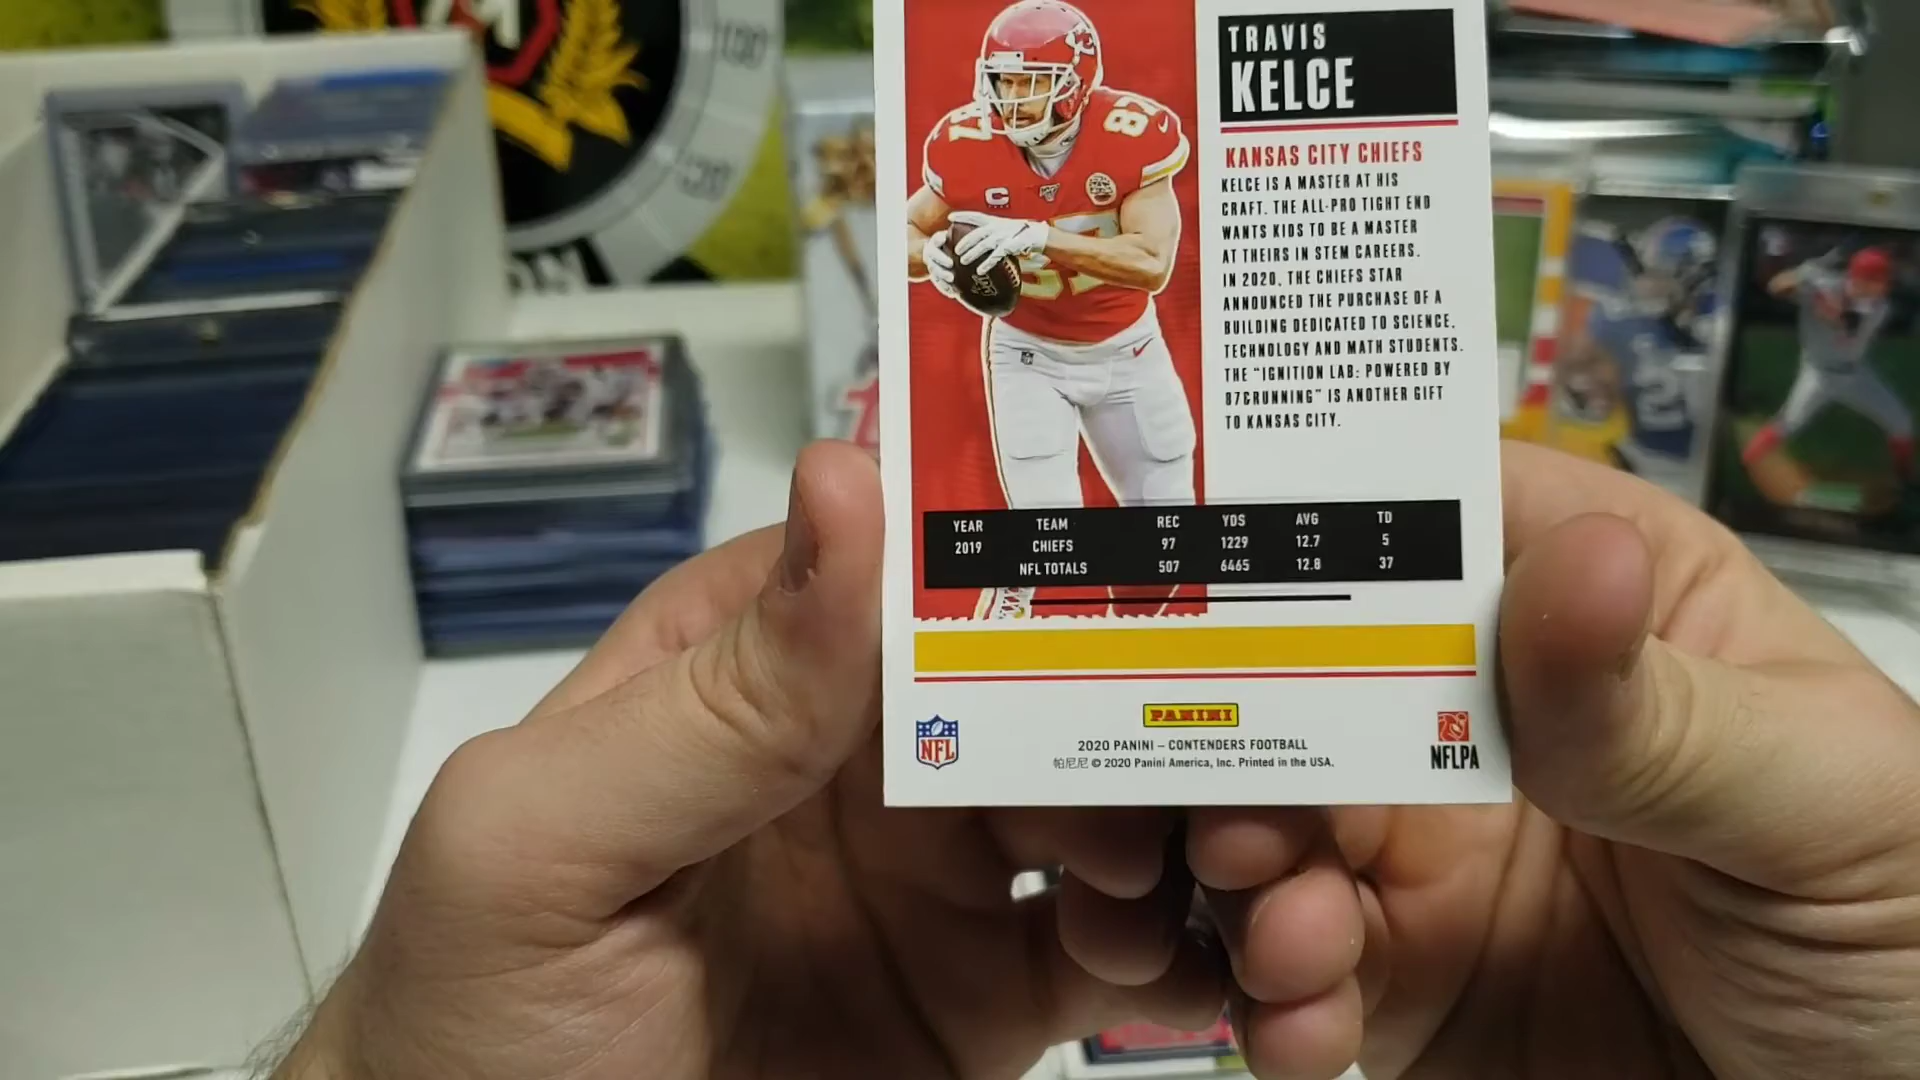 TRAVIS
KELCE
KANSAS CITY CHIEFS
KELCE IS A MASTER AT HIS
CRAFT. THE ALL-PRO TIGHT END
WANTS KIDS TO BE A MASTER
AT THEIRS IN STEM CAREERS.
IN 2020, THE CHIEFS STAR
ANNOUNCED THE PURCHASE OF A
BUILDING DEDICATED TO SCIENCE,
TECHNOLOGY AND MATH STUDENTS.
THE "IGNITION LAB: POWERED BY
87&RUNNING" IS ANOTHER GIFT
TO KANSAS CITY.
87
C
YEAR TEAM REC YDS AVG TD
2019 CHIEFS 97 1229 12.7 5
NFL TOTALS 507 6465 12.8 37
PANINI
NFL
NFLPA
2020 PANINI – CONTENDERS FOOTBALL
帕尼尼 © 2020 Panini America, Inc. Printed in the USA.